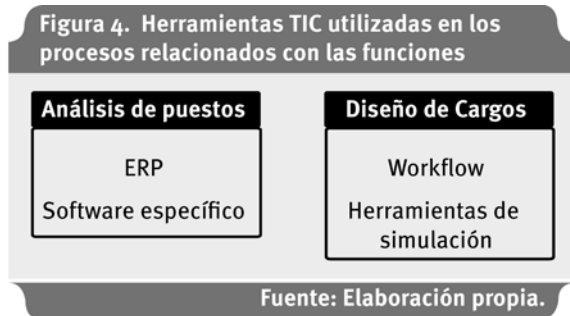 Figura 4. Herramientas TIC utilizadas en los
procesos relacionados con las funciones
Análisis de puestos
ERP
Software específico
Diseño de Cargos
Workflow
Herramientas de
simulación
Fuente: Elaboración propia.